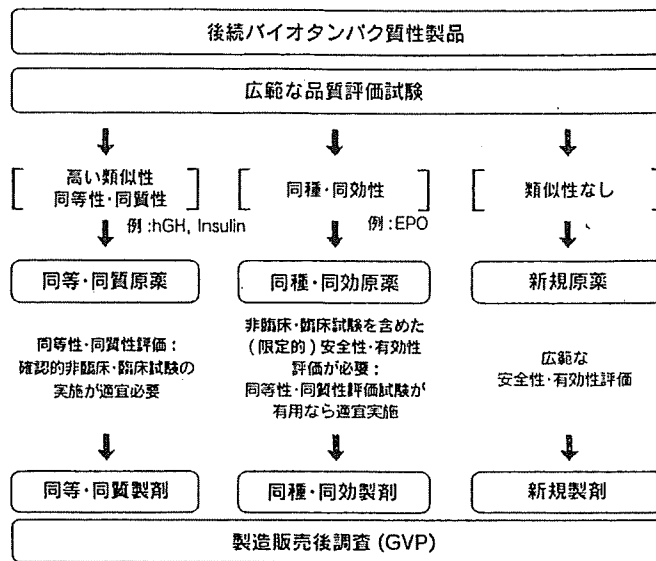 後続バイオタンパク質性製品
広範な品質評価試験
高い類似性
同等性・同質性
同種・同効性
類似性なし
例:hGH, Insulin
例:EPO
同等・同質原薬
同種・同効原薬
新規原薬
同等性・同質性評価:
確認的非臨床・臨床試験の
実施が適宜必要
非臨床・臨床試験を含めた
(限定的)安全性・有効性
評価が必要:
同等性・同質性評価試験が
有用なら適宜実施
広範な
安全性・有効性評価
同等・同質製剤
同種・同効製剤
新規製剤
製造販売後調査 (GVP)